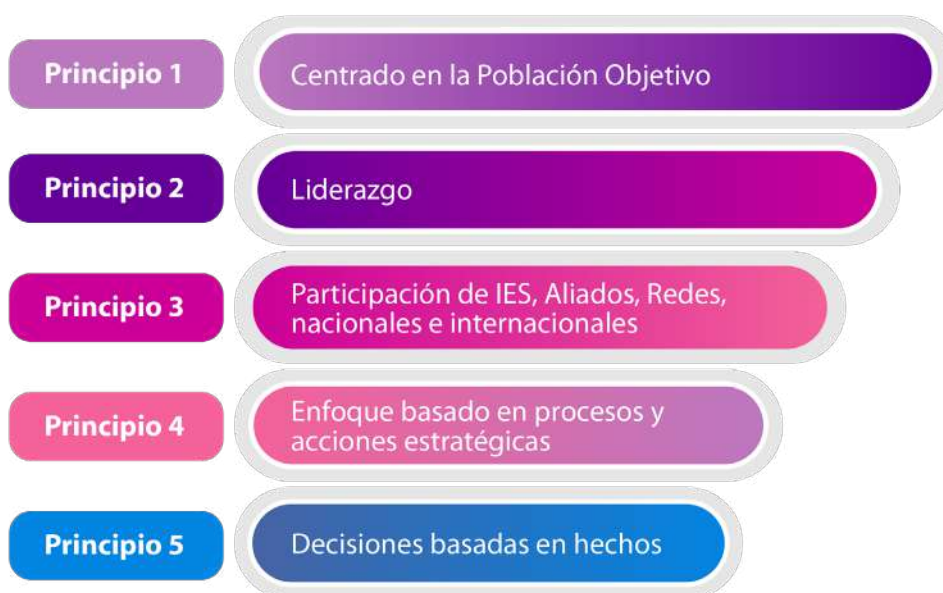 Principio 1
Centrado en la Población Objetivo
Principio 2
Liderazgo
Principio 3
Participación de IES, Aliados, Redes,
nacionales e internacionales
Principio 4
Enfoque basado en procesos y
acciones estratégicas
Principio 5
Decisiones basadas en hechos